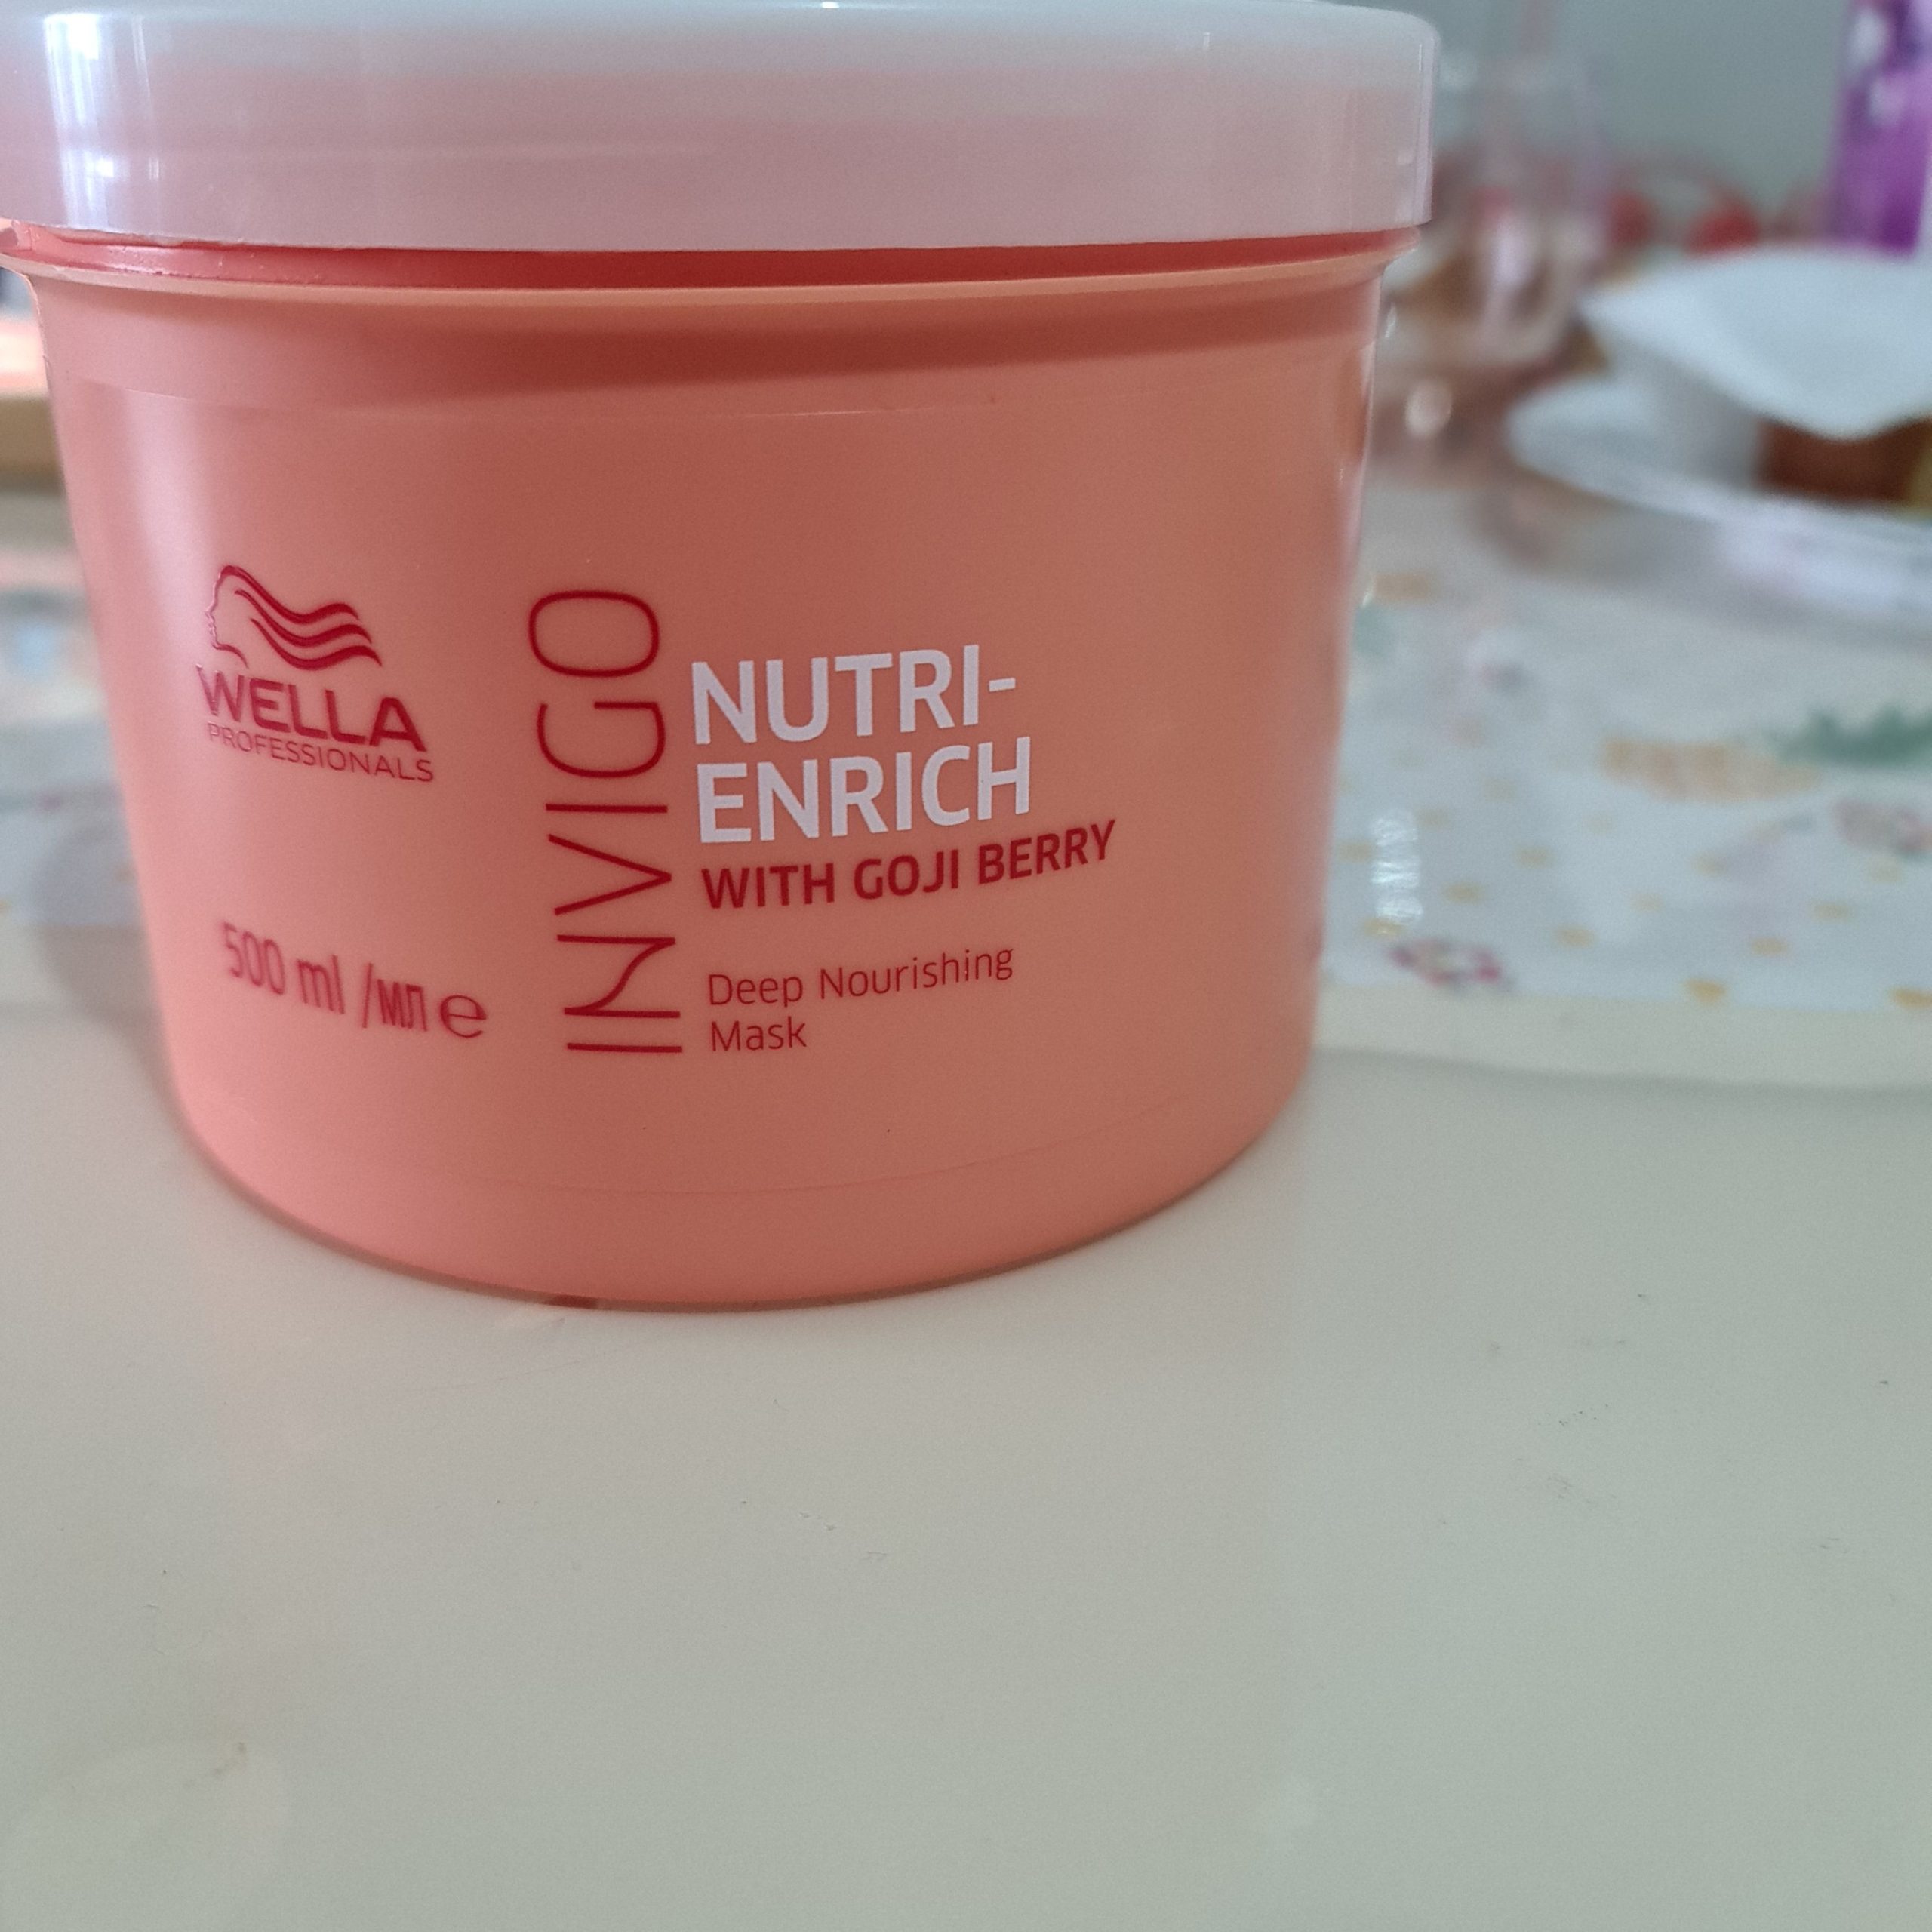 WELLA
PROFESSIONALS
500 ml /мл e
INVIGO
NUTRI-
ENRICH
WITH GOJI BERRY
Deep Nourishing
Mask